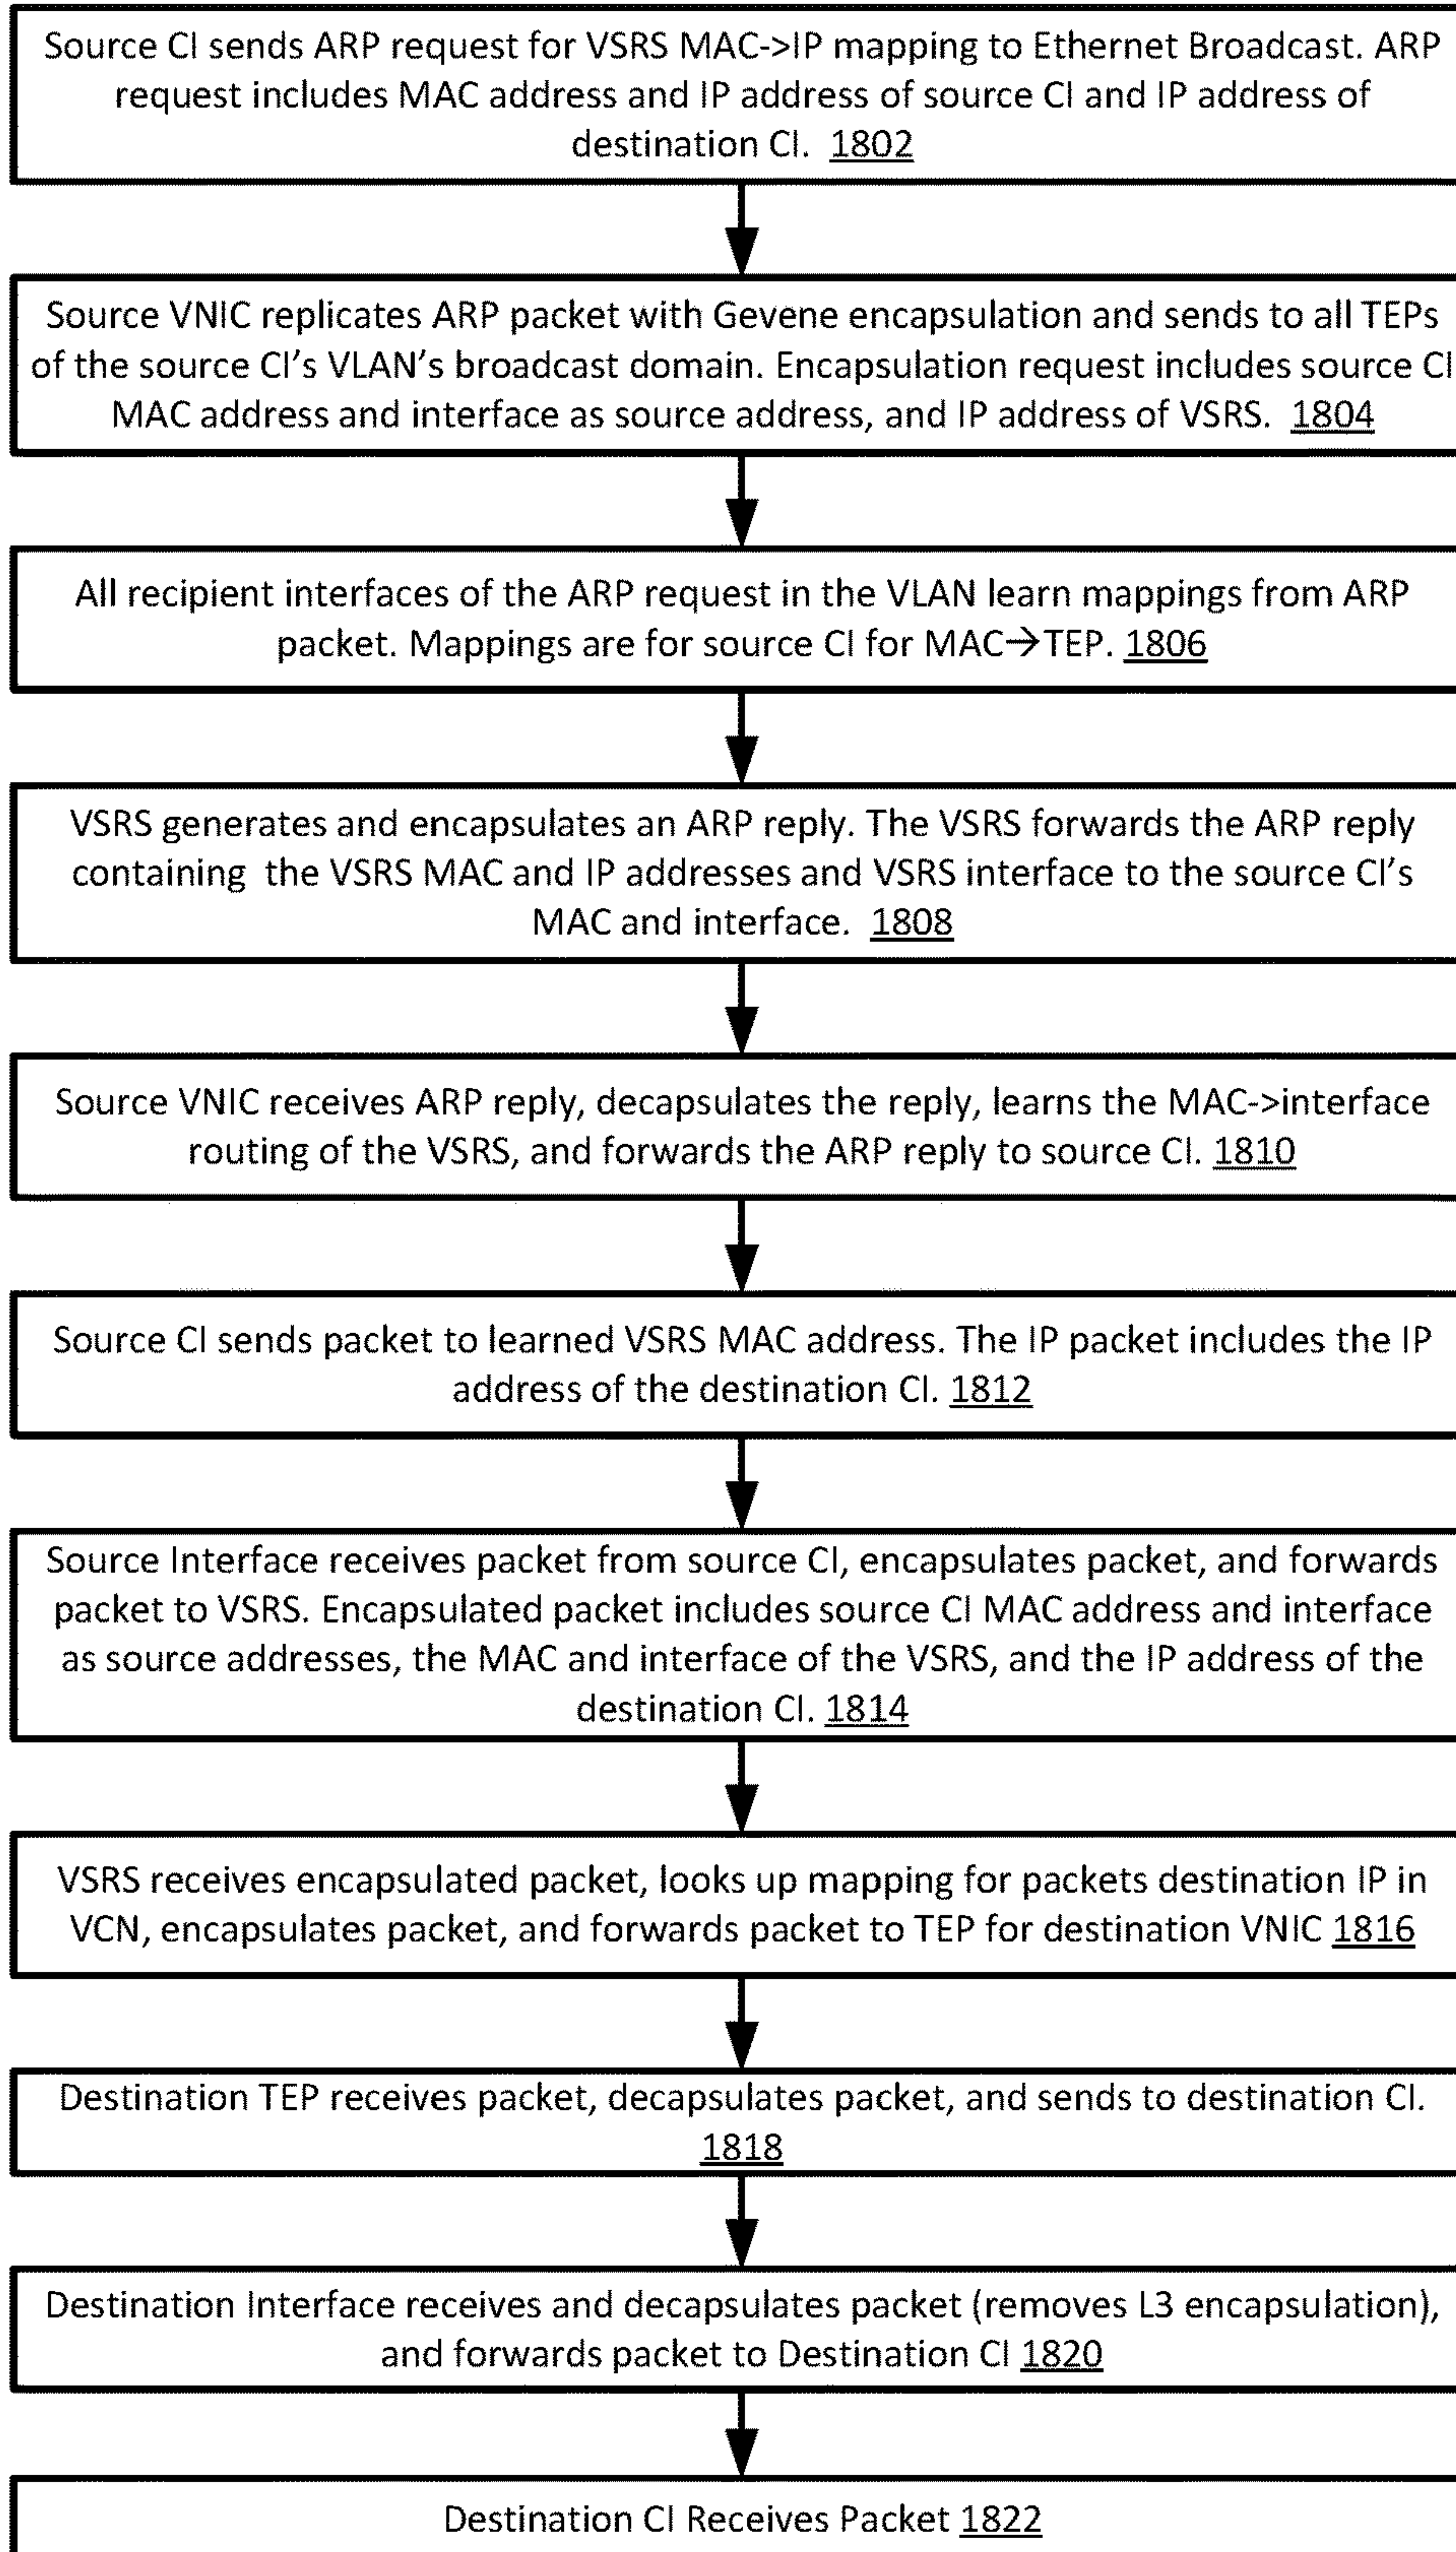 Source CI sends ARP request for VSRS MAC->IP mapping to Ethernet Broadcast. ARP
request includes MAC address and IP address of source CI and IP address of
destination CI. 1802
Source VNIC replicates ARP packet with Gevene encapsulation and sends to all TEPs
of the source CI's VLAN's broadcast domain. Encapsulation request includes source CI
MAC address and interface as source address, and IP address of VSRS. 1804
All recipient interfaces of the ARP request in the VLAN learn mappings from ARP
packet. Mappings are for source CI for MAC→TEP. 1806
VSRS generates and encapsulates an ARP reply. The VSRS forwards the ARP reply
containing the VSRS MAC and IP addresses and VSRS interface to the source CI's
MAC and interface. 1808
Source VNIC receives ARP reply, decapsulates the reply, learns the MAC->interface
routing of the VSRS, and forwards the ARP reply to source CI. 1810
Source CI sends packet to learned VSRS MAC address. The IP packet includes the IP
address of the destination CI. 1812
Source Interface receives packet from source CI, encapsulates packet, and forwards
packet to VSRS. Encapsulated packet includes source CI MAC address and interface
as source addresses, the MAC and interface of the VSRS, and the IP address of the
destination CI. 1814
VSRS receives encapsulated packet, looks up mapping for packets destination IP in
VCN, encapsulates packet, and forwards packet to TEP for destination VNIC 1816
Destination TEP receives packet, decapsulates packet, and sends to destination CI.
1818
Destination Interface receives and decapsulates packet (removes L3 encapsulation),
and forwards packet to Destination CI 1820
Destination CI Receives Packet 1822